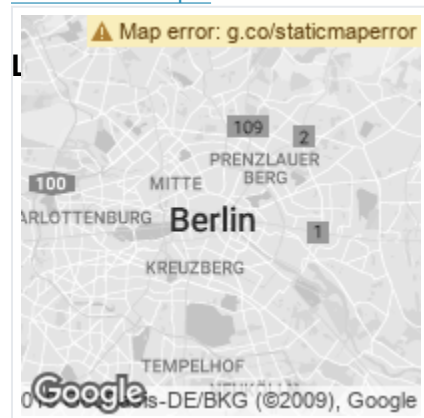 Map error: g.co/staticmaperror
L
109
2
PRENZLAUER
BERG
100
MITTE
ARLOTTENBURG
Berlin
1
KREUZBERG
TEMPELHOF
Google
-DE/BKG (©2009), Google